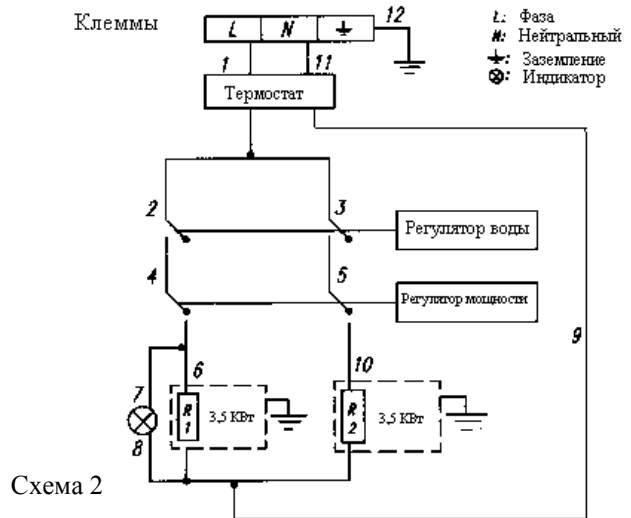 Клеммы
L N
12
L: Фаза
N: Нейтральный
: Заземление
: Индикатор
1 11
Термостат
2 3
Регулятор воды
4 5
Регулятор мощности
9
6 10
7
R 1
3,5 КВт
R 2
3,5 КВт
8
Схема 2